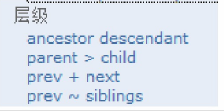 层级
ancestor descendant
parent > child
prev + next
prev ~ siblings